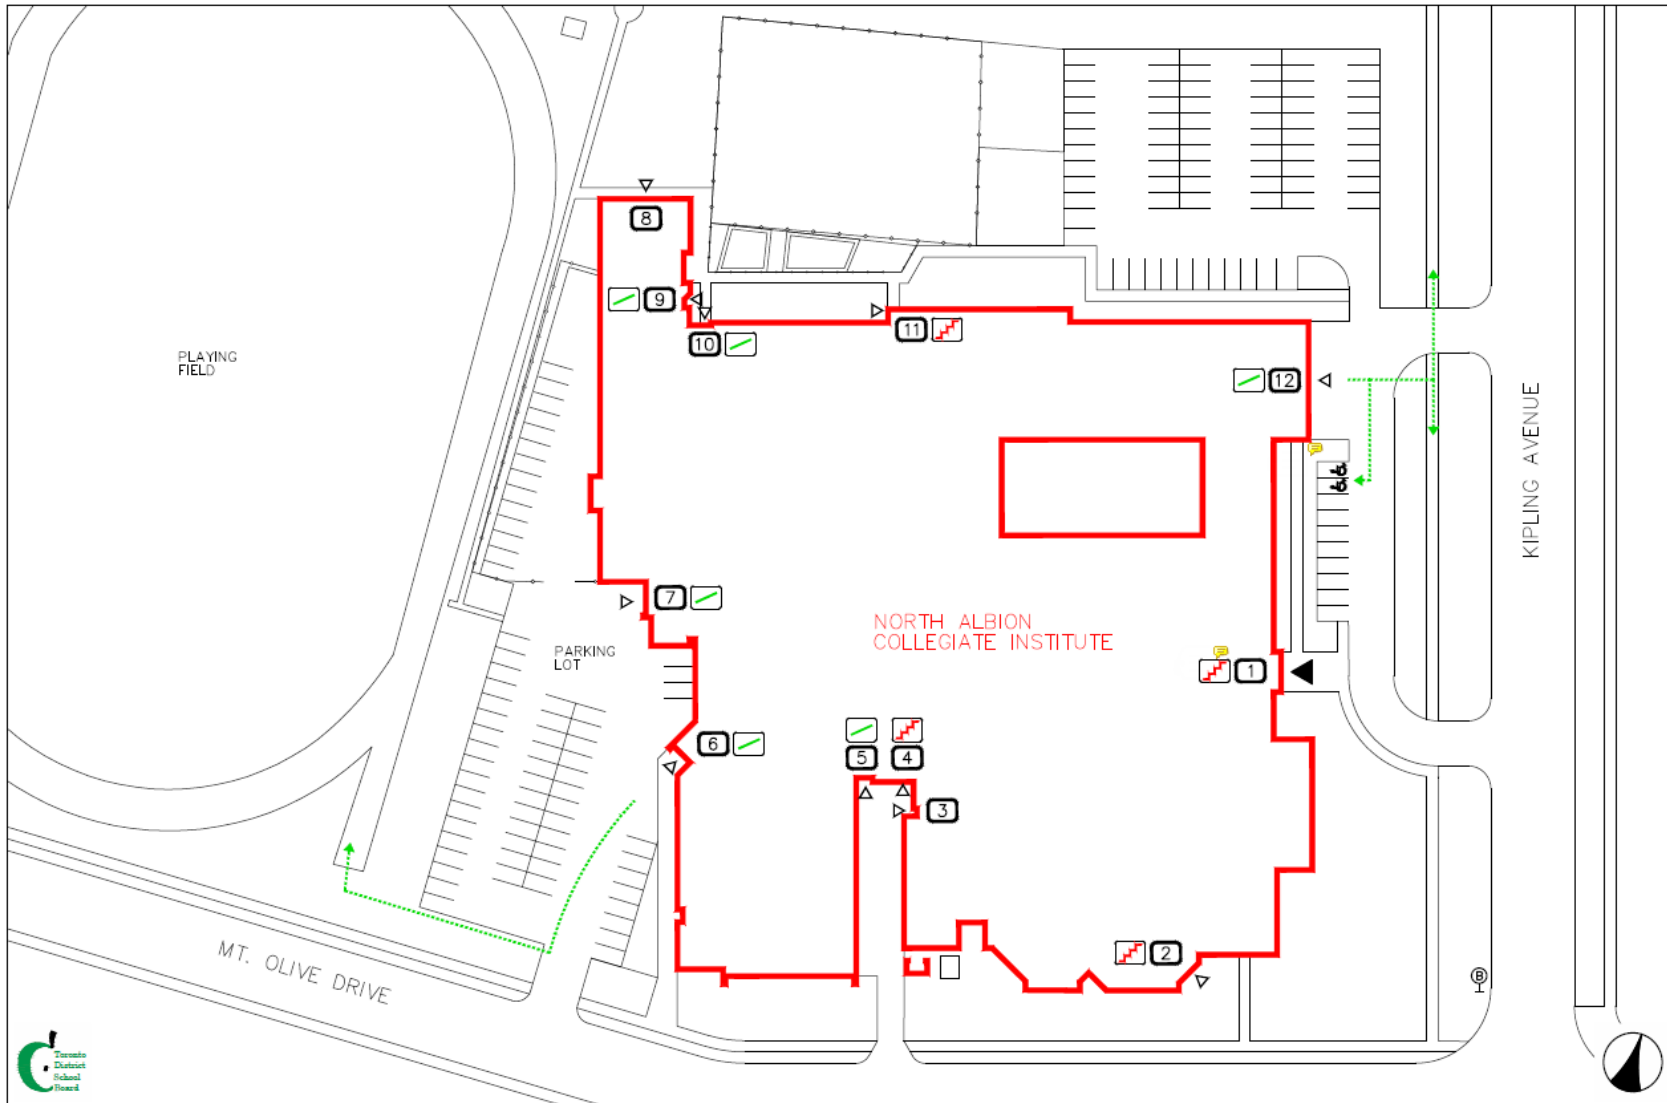 8
9
10
11
12
PLAYING
FIELD
KIPLING AVENUE
7
NORTH ALBION
COLLEGIATE INSTITUTE
PARKING
LOT
1
6
5
4
3
2
MT. OLIVE DRIVE
B
Toronto
District
School
Board